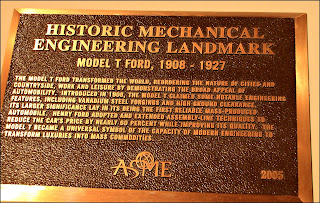 HISTORIC MECHANICAL
ENGINEERING LANDMARK
MODEL T FORD, 1908 - 1927
THE MODEL T FORD TRANSFORMED THE WORLD, REORDERING THE NATURE OF CITIES AND
COUNTRYSIDE, WORK AND LEISURE BY DEMONSTRATING THE BROAD APPEAL OF
AUTOMOBILITY. INTRODUCED IN 1908, THE MODEL T CLAIMED SOME NOTABLE ENGINEERING
FEATURES, INCLUDING VANADIUM STEEL FORGINGS AND HIGH GROUND CLEARANCE.
ITS LARGER SIGNIFICANCE LAY IN ITS BEING THE FIRST RELIABLE MASS-PRODUCED
AUTOMOBILE. HENRY FORD ADOPTED AND EXTENDED ASSEMBLY-LINE TECHNIQUES TO
REDUCE THE CAR'S PRICE BY NEARLY 60 PERCENT WHILE IMPROVING ITS QUALITY. THE
MODEL T BECAME A UNIVERSAL SYMBOL OF THE CAPACITY OF MODERN ENGINEERING TO
TRANSFORM LUXURIES INTO MASS COMMODITIES.
ASME
2005